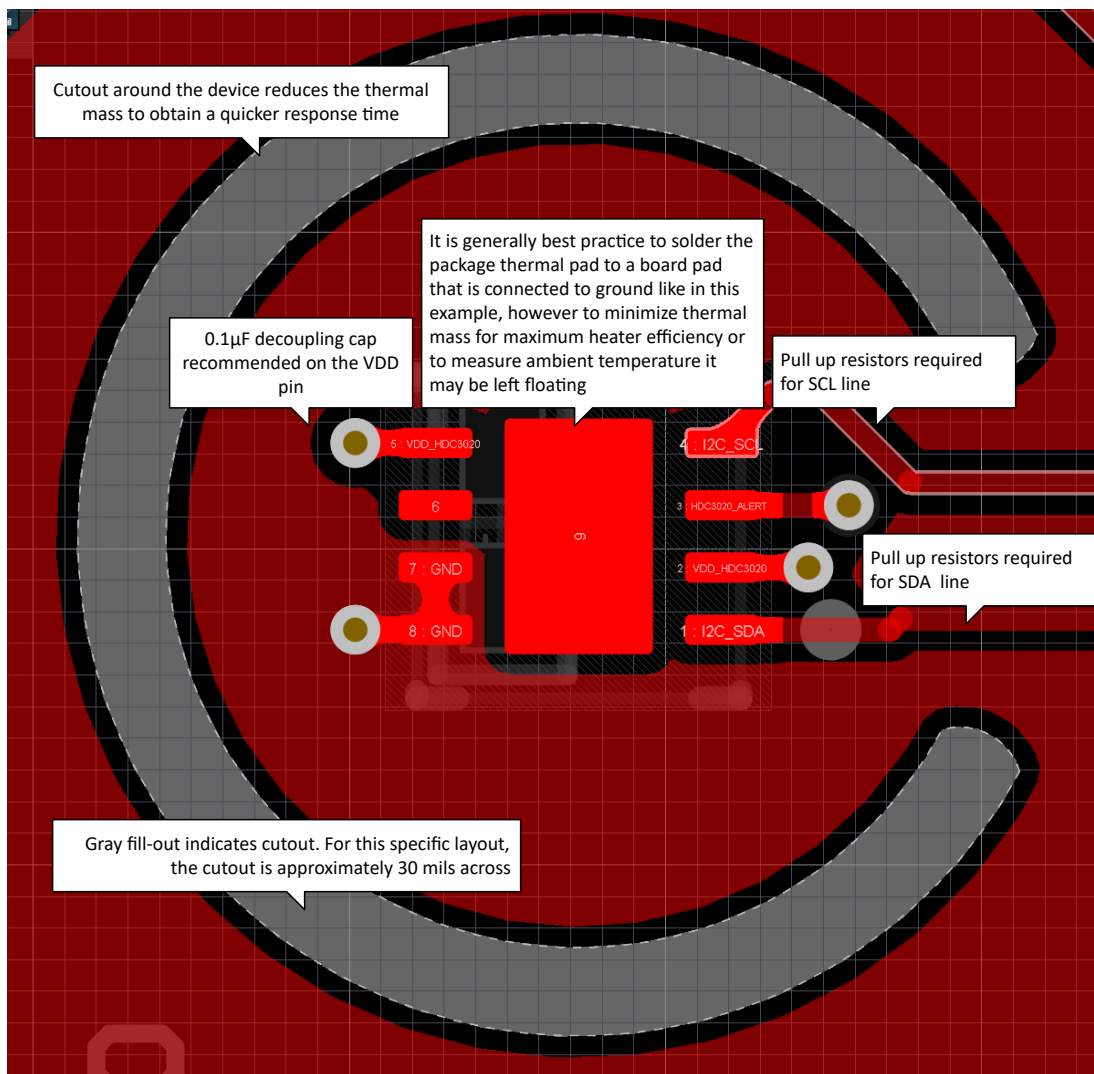 Cutout around the device reduces the thermal
mass to obtain a quicker response time
It is generally best practice to solder the
package thermal pad to a board pad
that is connected to ground like in this
example, however to minimize thermal
mass for maximum heater efficiency or
to measure ambient temperature it
may be left floating
0.1µF decoupling cap
recommended on the VDD
pin
Pull up resistors required
for SCL line
5 : VDD_HDC3020
4 : I2C_SCL
6
3 : HDC3020_ALERT
9
7 : GND
2 : VDD_HDC3020
Pull up resistors required
for SDA  line
8 : GND
1 : I2C_SDA
Gray fill-out indicates cutout. For this specific layout,
the cutout is approximately 30 mils across